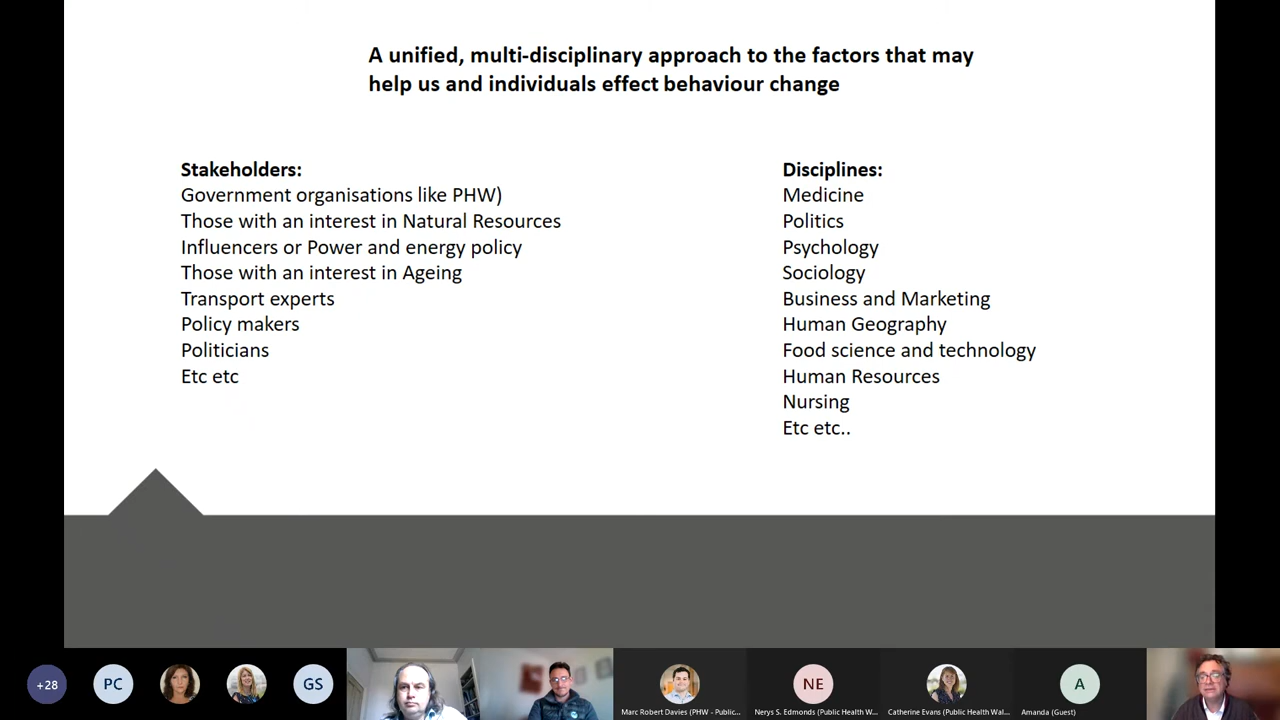 A unified, multi-disciplinary approach to the factors that may
help us and individuals effect behaviour change
Stakeholders:
Government organisations like PHW)
Those with an interest in Natural Resources
Influencers or Power and energy policy
Those with an interest in Ageing
Transport experts
Policy makers
Politicians
Etc etc
Disciplines:
Medicine
Politics
Psychology
Sociology
Business and Marketing
Human Geography
Food science and technology
Human Resources
Nursing
Etc etc..
+28
PC
GS
NE
A
Marc Robert Davies (PHW - Public...
Nerys S. Edmonds (Public Health W...
Catherine Evans (Public Health Wal...
Amanda (Guest)